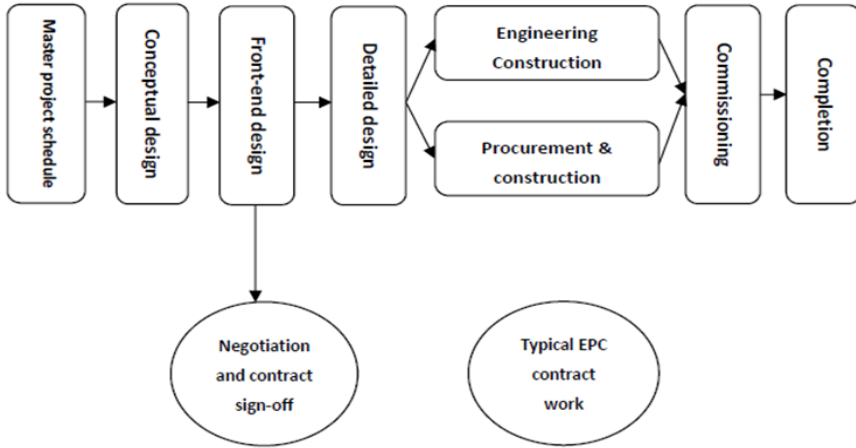 Master project
schedule
Conceptual design
Front-end design
Detailed design
Engineering
Construction
Procurement &
construction
Commissioning
Completion
Negotiation
and contract
sign-off
Typical EPC
contract
work